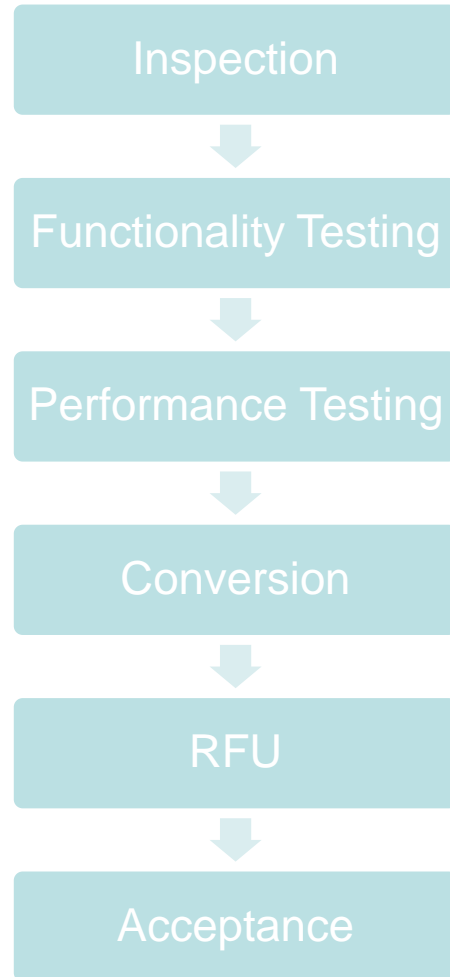 Inspection
Functionality Testing
Performance Testing
Conversion
RFU
Acceptance